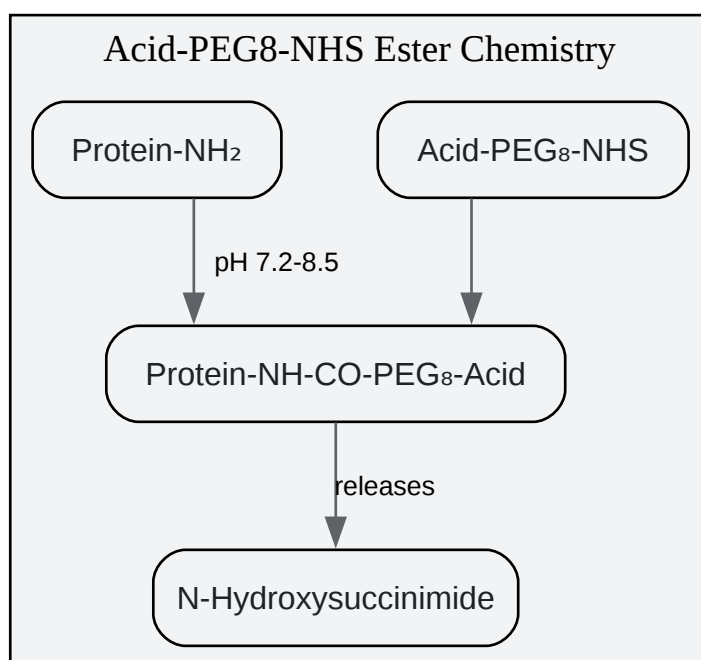 Acid-PEG8-NHS Ester Chemistry
Protein-NH₂
Acid-PEG₈-NHS
pH 7.2-8.5
Protein-NH-CO-PEG₈-Acid
releases
N-Hydroxysuccinimide